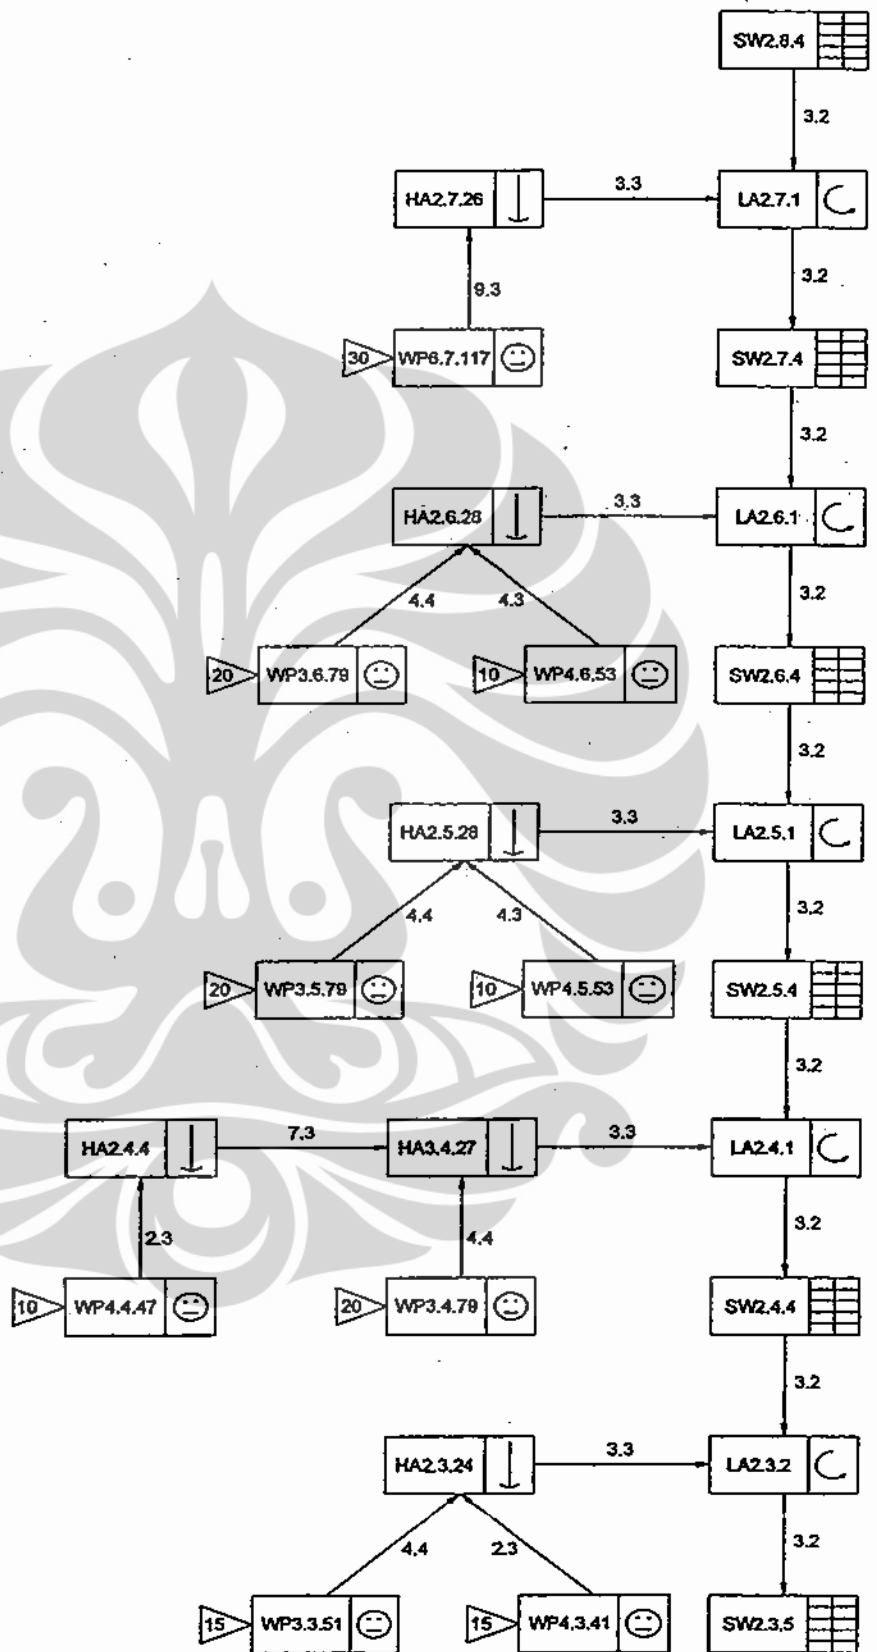 SW2.8.4
3.2
HA2.7.26
3.3
LA2.7.1
9.3
3.2
30
WP6.7.117
SW2.7.4
3.2
HA2.6.28
3.3
LA2.6.1
4.4
4.3
3.2
20
WP3.6.79
10
WP4.6.53
SW2.6.4
3.2
HA2.5.28
3.3
LA2.5.1
4.4
4.3
3.2
20
WP3.5.79
10
WP4.5.53
SW2.5.4
3.2
HA2.4.4
7.3
HA3.4.27
3.3
LA2.4.1
2.3
4.4
3.2
10
WP4.4.47
20
WP3.4.79
SW2.4.4
3.2
HA2.3.24
3.3
LA2.3.2
4.4
2.3
3.2
15
WP3.3.51
15
WP4.3.41
SW2.3.5